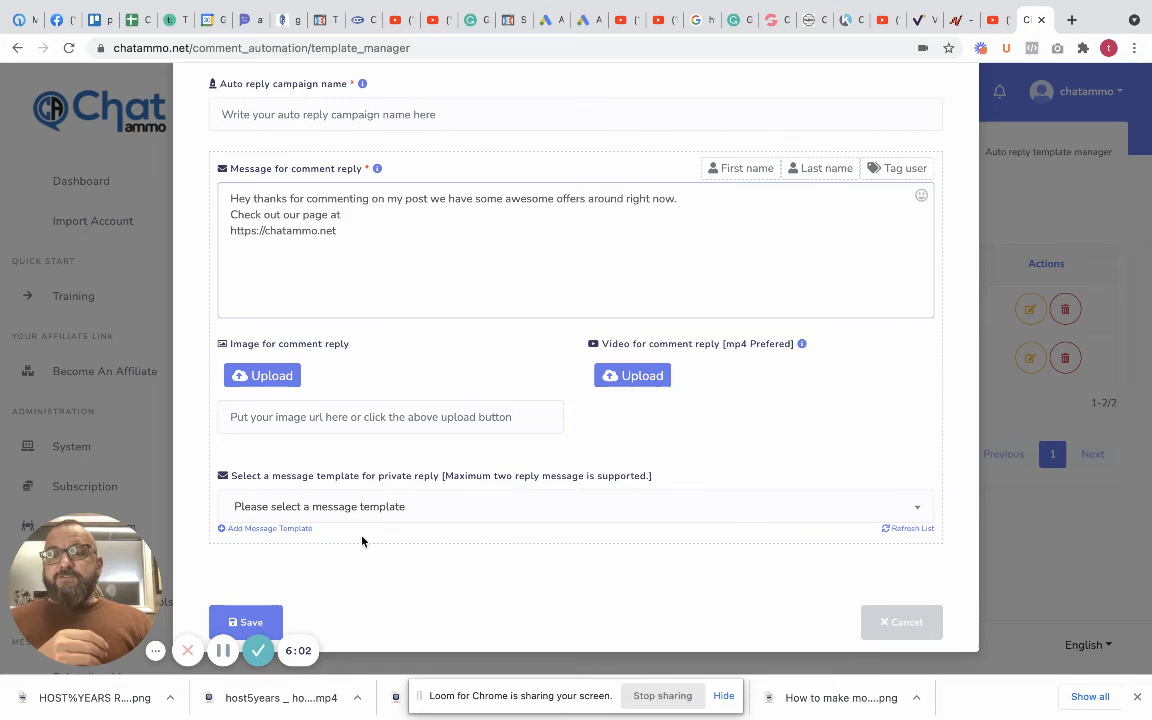 chatammo.net/comment_automation/template_manager
Chat
ammo
chatammo
Auto reply template manager
Dashboard
Import Account
QUICK START
Training
YOUR AFFILIATE LINK
Become An Affiliate
ADMINISTRATION
System
Subscription
Auto reply campaign name *
Write your auto reply campaign name here
Message for comment reply *
First name
Last name
Tag user
Hey thanks for commenting on my post we have some awesome offers around right now.
Check out our page at
https://chatammo.net
Image for comment reply
Upload
Put your image url here or click the above upload button
Video for comment reply [mp4 Prefered]
Upload
Select a message template for private reply [Maximum two reply message is supported.]
Please select a message template
Add Message Template
Refresh List
Save
Cancel
Actions
1-2/2
Previous
1
Next
English
6:02
HOST%YEARS R....png
host5years _ ho....mp4
Loom for Chrome is sharing your screen.
Stop sharing
Hide
How to make mo....png
Show all